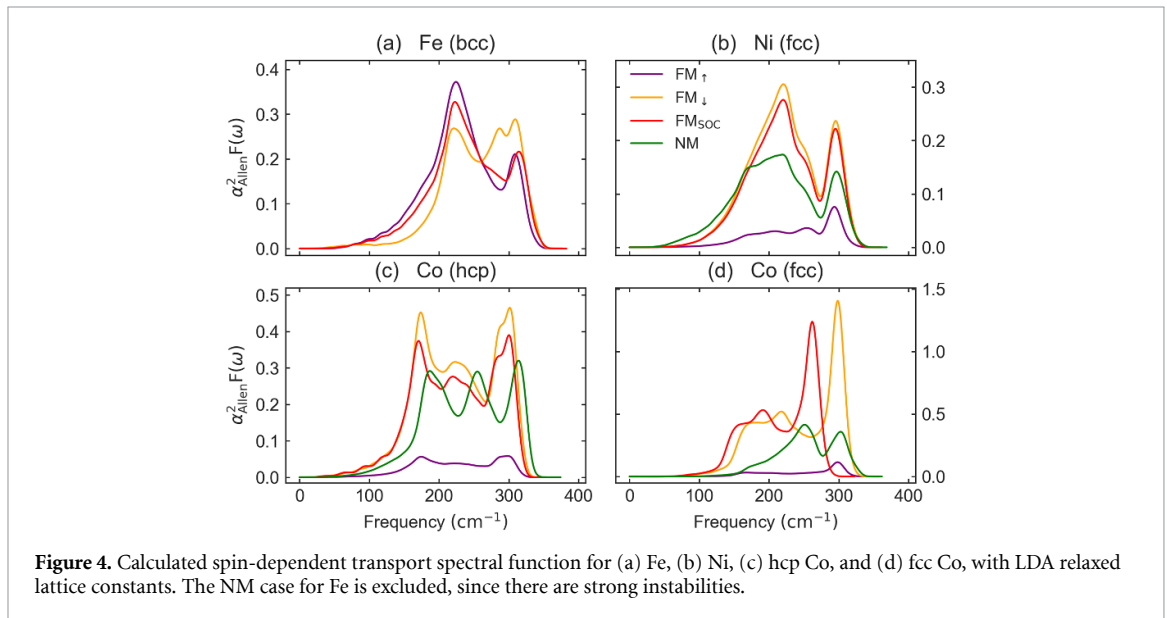 (a) Fe (bcc)
(b) Ni (fcc)
0.4
0.3
0.2
0.1
0.0
α²AllenF(ω)
FM↑
FM↓
FMSOC
NM
0.3
0.2
0.1
0.0
(c) Co (hcp)
(d) Co (fcc)
0.5
0.4
0.3
0.2
0.1
0.0
α²AllenF(ω)
1.5
1.0
0.5
0.0
0 100 200 300 400
0 100 200 300 400
Frequency (cm⁻¹)
Frequency (cm⁻¹)
Figure 4. Calculated spin-dependent transport spectral function for (a) Fe, (b) Ni, (c) hcp Co, and (d) fcc Co, with LDA relaxed
lattice constants. The NM case for Fe is excluded, since there are strong instabilities.